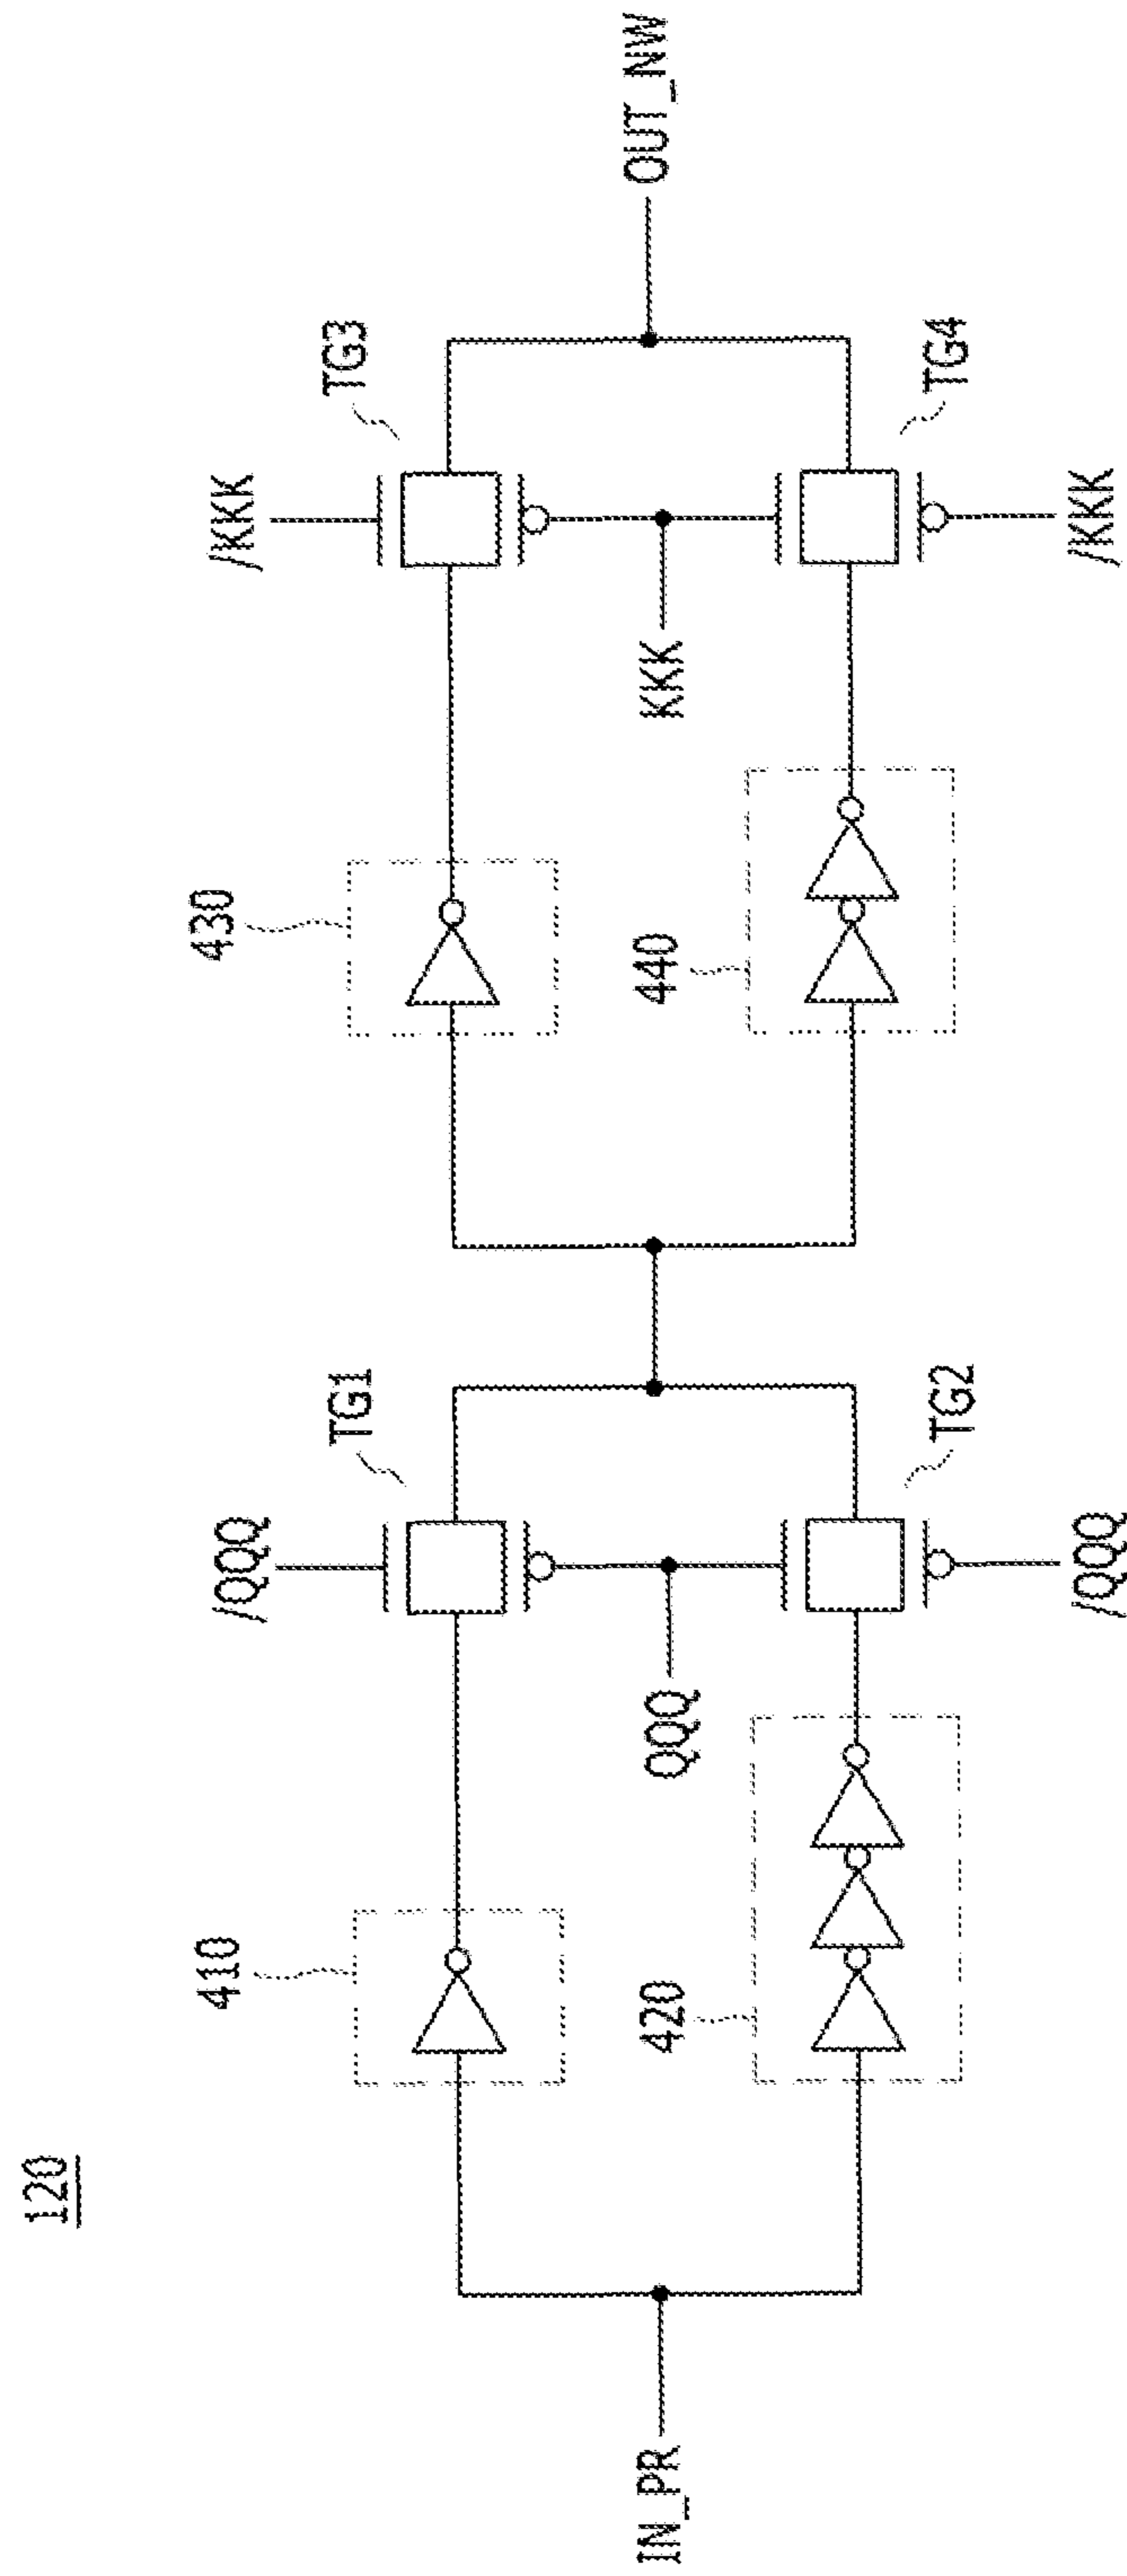 120
410
/QQQ
TG1
430
/KKK
TG3
IN_PR
420
QQQ
440
KKK
OUT_NW
/QQQ
TG2
/KKK
TG4